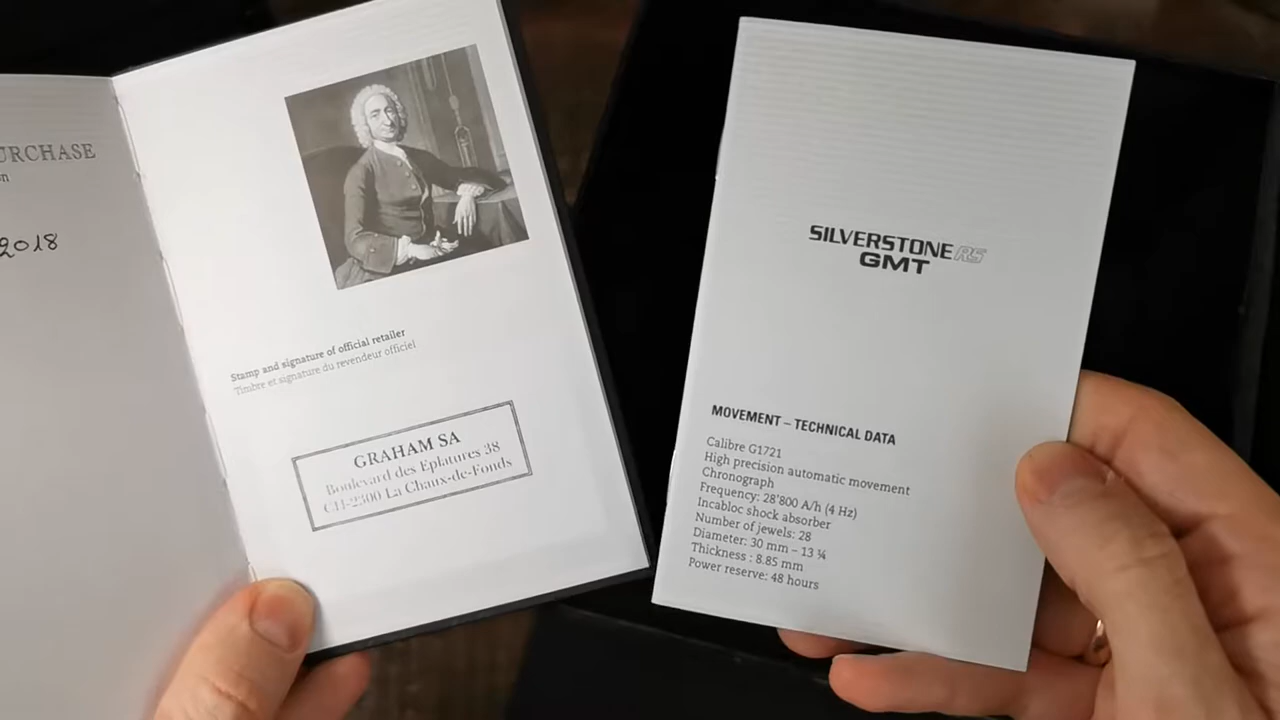 URCHASE
on
2018
Stamp and signature of official retailer
Timbre et signature du revendeur officiel
GRAHAM SA
Boulevard des Eplatures 38
CH-2300 La Chaux-de-Fonds
SILVERSTONE RS
GMT
MOVEMENT – TECHNICAL DATA
Calibre G1721
High precision automatic movement
Chronograph
Frequency: 28'800 A/h (4 Hz)
Incabloc shock absorber
Number of jewels: 28
Diameter: 30 mm – 13 ¼
Thickness : 8.85 mm
Power reserve: 48 hours